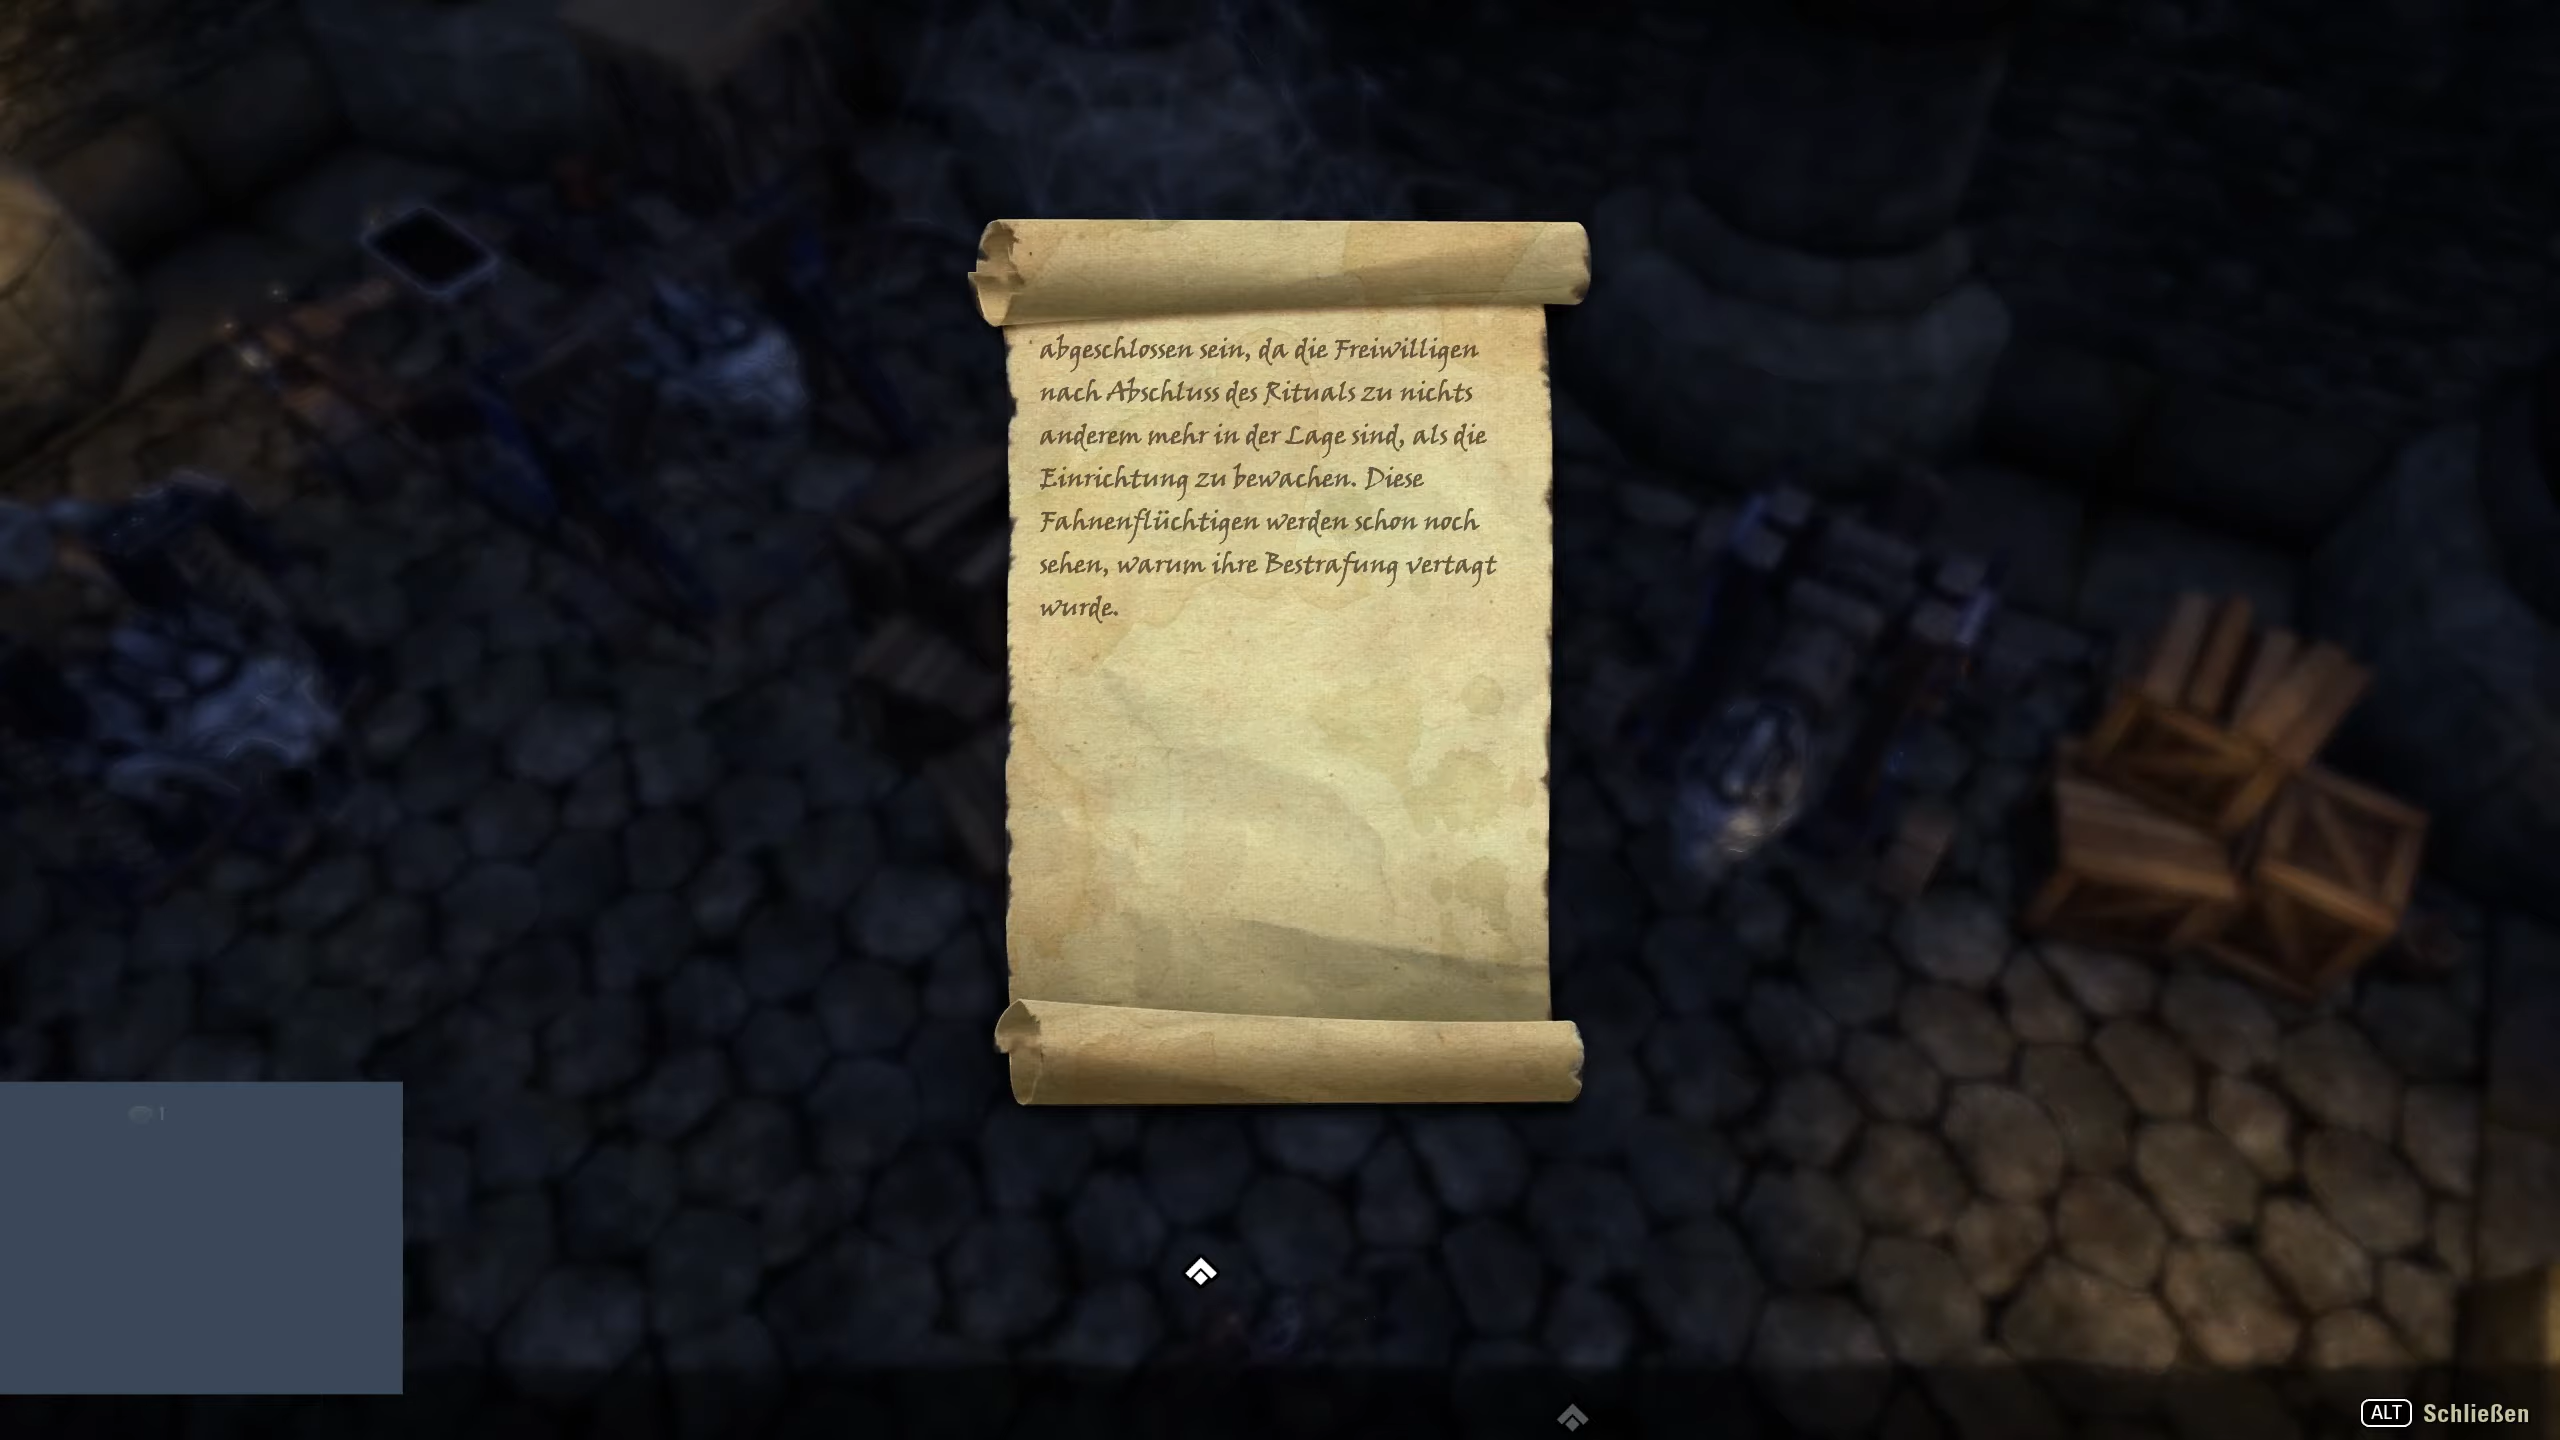 abgeschlossen sein, da die Freiwilligen
nach Abschluss des Rituals zu nichts
anderem mehr in der Lage sind, als die
Einrichtung zu bewachen. Diese
Fahnenflüchtigen werden schon noch
sehen, warum ihre Bestrafung vertagt
wurde.
1
ALT Schließen